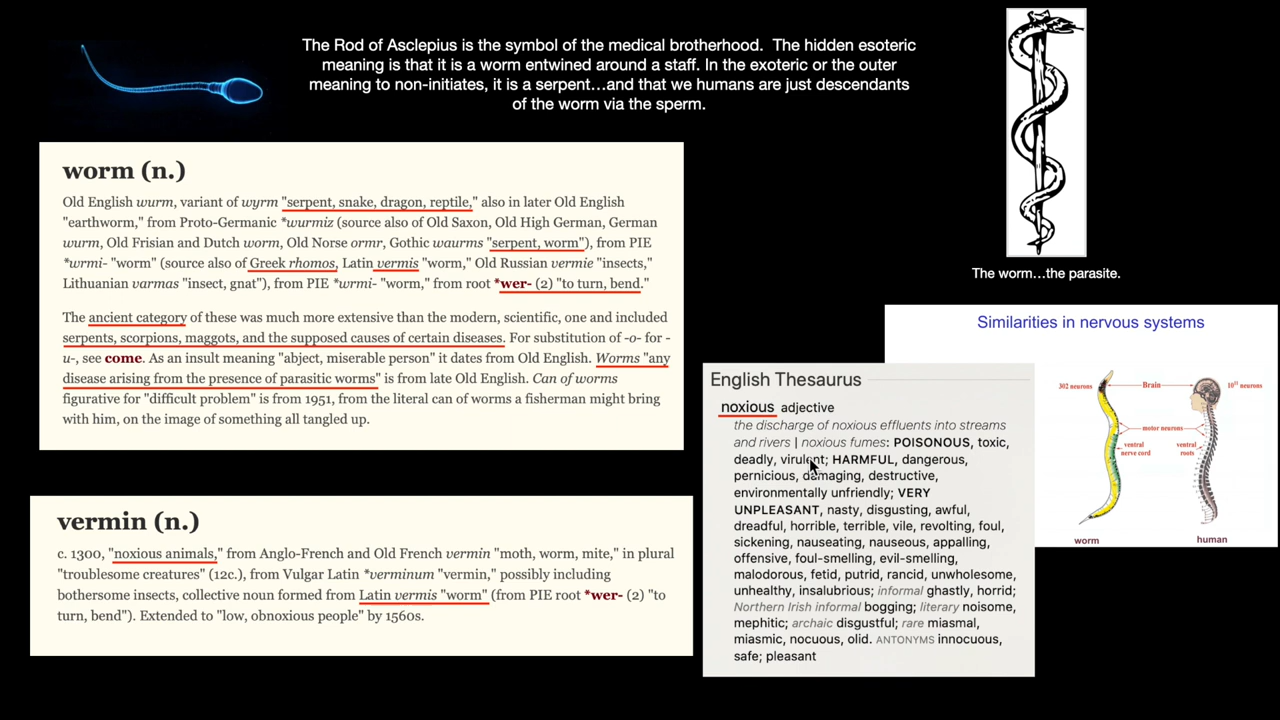 The Rod of Asclepius is the symbol of the medical brotherhood.  The hidden esoteric
meaning is that it is a worm entwined around a staff. In the exoteric or the outer
meaning to non-initiates, it is a serpent…and that we humans are just descendants
of the worm via the sperm.
worm (n.)
Old English wurm, variant of wyrm "serpent, snake, dragon, reptile," also in later Old English
"earthworm," from Proto-Germanic *wurmiz (source also of Old Saxon, Old High German, German
wurm, Old Frisian and Dutch worm, Old Norse ormr, Gothic waurms "serpent, worm"), from PIE
*wrmi- "worm" (source also of Greek rhomos, Latin vermis "worm," Old Russian vermie "insects,"
Lithuanian varmas "insect, gnat"), from PIE *wrmi- "worm," from root *wer- (2) "to turn, bend."
The ancient category of these was much more extensive than the modern, scientific, one and included
serpents, scorpions, maggots, and the supposed causes of certain diseases. For substitution of -o- for -
u-, see come. As an insult meaning "abject, miserable person" it dates from Old English. Worms "any
disease arising from the presence of parasitic worms" is from late Old English. Can of worms
figurative for "difficult problem" is from 1951, from the literal can of worms a fisherman might bring
with him, on the image of something all tangled up.
vermin (n.)
c. 1300, "noxious animals," from Anglo-French and Old French vermin "moth, worm, mite," in plural
"troublesome creatures" (12c.), from Vulgar Latin *verminum "vermin," possibly including
bothersome insects, collective noun formed from Latin vermis "worm" (from PIE root *wer- (2) "to
turn, bend"). Extended to "low, obnoxious people" by 1560s.
The worm…the parasite.
English Thesaurus
noxious adjective
the discharge of noxious effluents into streams
and rivers | noxious fumes: POISONOUS, toxic,
deadly, virulent; HARMFUL, dangerous,
pernicious, damaging, destructive,
environmentally unfriendly; VERY
UNPLEASANT, nasty, disgusting, awful,
dreadful, horrible, terrible, vile, revolting, foul,
sickening, nauseating, nauseous, appalling,
offensive, foul-smelling, evil-smelling,
malodorous, fetid, putrid, rancid, unwholesome,
unhealthy, insalubrious; informal ghastly, horrid;
Northern Irish informal bogging; literary noisome,
mephitic; archaic disgustful; rare miasmal,
miasmic, nocuous, olid. ANTONYMS innocuous,
safe; pleasant
Similarities in nervous systems
302 neurons
Brain
10¹¹ neurons
motor neurons
ventral
nerve cord
ventral
roots
worm
human